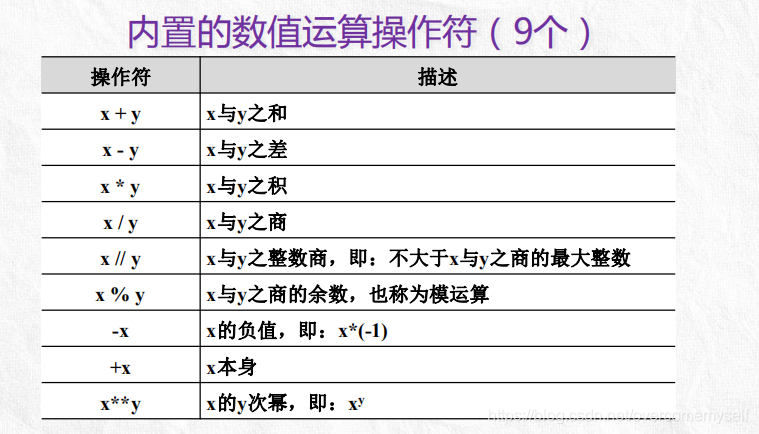 内置的数值运算操作符（9个）
操作符 描述
x + y x与y之和
x - y x与y之差
x * y x与y之积
x / y x与y之商
x // y x与y之整数商，即：不大于x与y之商的最大整数
x % y x与y之商的余数，也称为模运算
-x x的负值，即：x*(-1)
+x x本身
x**y x的y次幂，即：xʸ
https://blog.csdn.net/overcomemyself